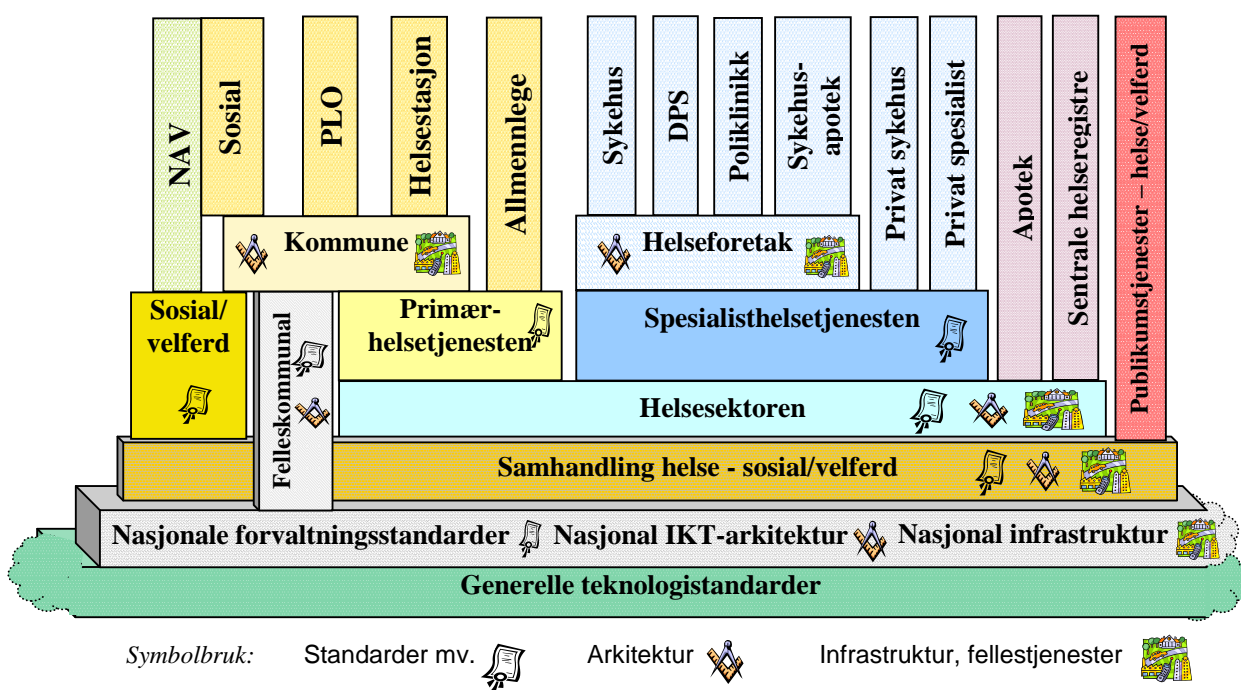 NAV
Sosial
PLO
Helsestasjon
Allmennlege
Sykehus
DPS
Poliklinikk
Sykehus-
apotek
Privat sykehus
Privat spesialist
Apotek
Sentrale helseregistre
Publikumstjenester – helse/velferd
Kommune
Helseforetak
Sosial/
velferd
Felleskommunal
Primær-
helsetjenesten
Spesialisthelsetjenesten
Helsesektoren
Samhandling helse - sosial/velferd
Nasjonale forvaltningsstandarder Nasjonal IKT-arkitektur Nasjonal infrastruktur
Generelle teknologistandarder
Symbolbruk: Standarder mv. Arkitektur Infrastruktur, fellestjenester